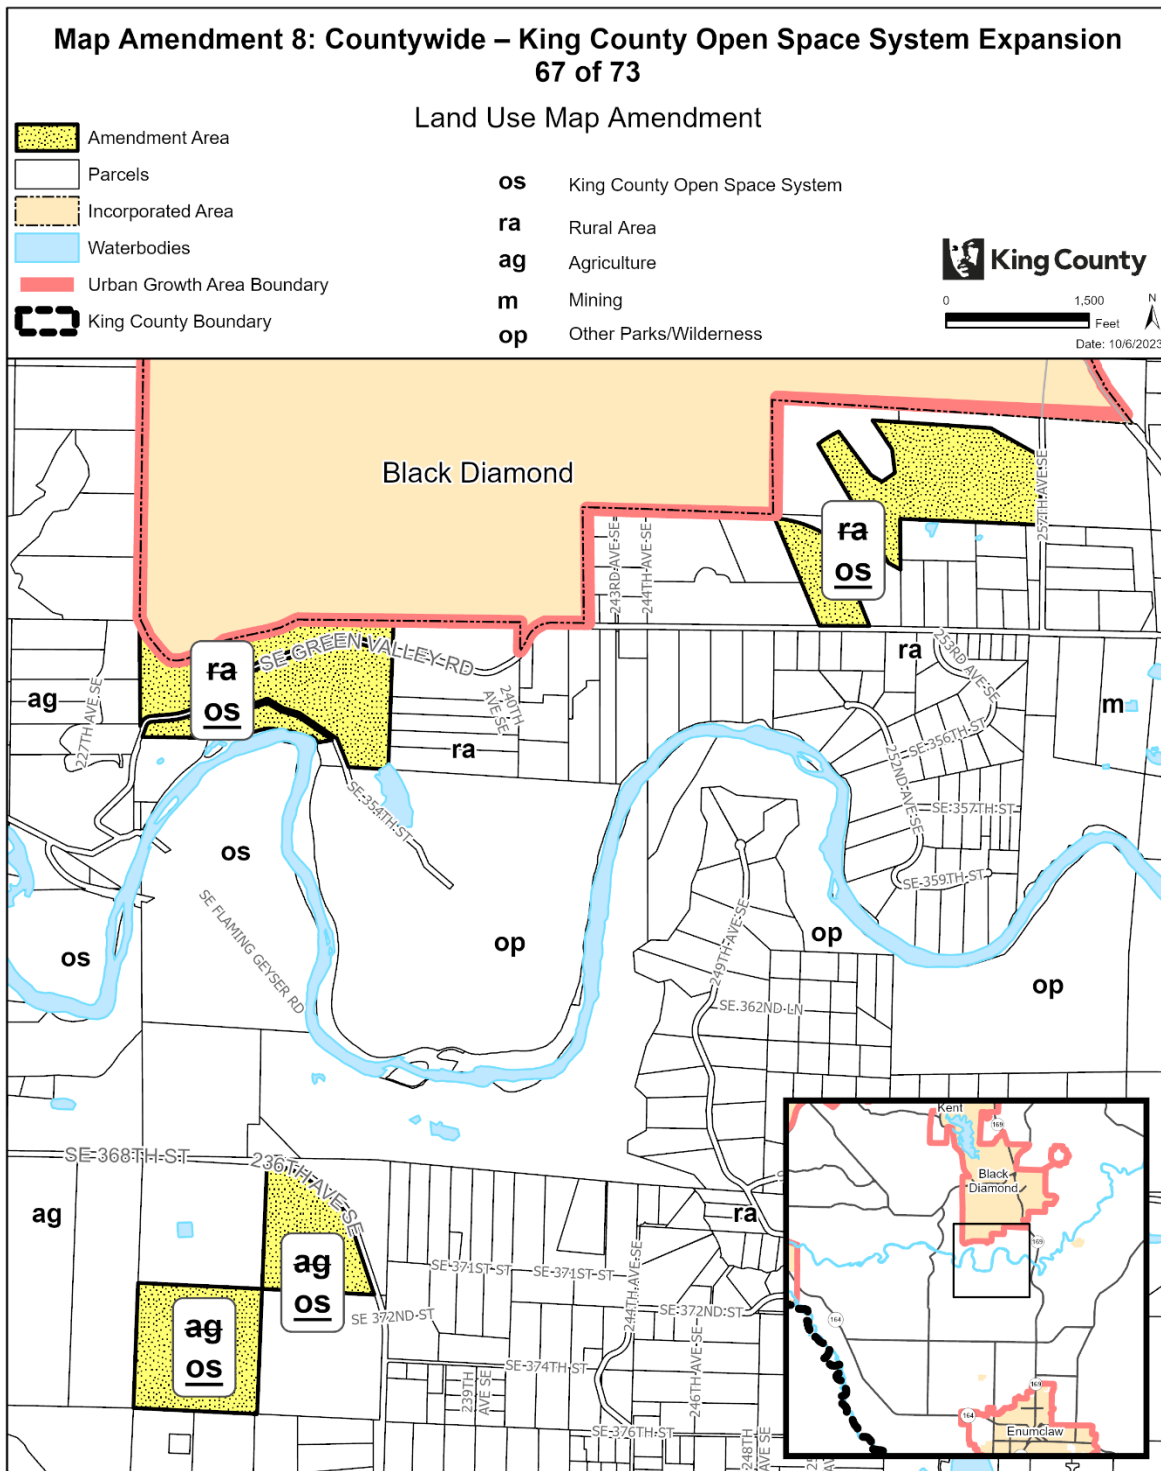 Map Amendment 8: Countywide – King County Open Space System Expansion
67 of 73
Land Use Map Amendment
Amendment Area
Parcels
Incorporated Area
Waterbodies
Urban Growth Area Boundary
King County Boundary
os King County Open Space System
ra Rural Area
ag Agriculture
m Mining
op Other Parks/Wilderness
King County
0 1,500
Feet
N
Date: 10/6/2023
Black Diamond
257TH AVE SE
ra
os
243RD AVE SE
244TH AVE SE
SE GREEN VALLEY RD
ra
os
ag
227TH AVE SE
240TH
AVE SE
ra
ra
253RD AVE SE
m
SE 356TH ST
252ND AVE SE
SE 354TH ST
SE 357TH ST
os
SE 359TH ST
SE FLAMING GEYSER RD
op
249TH AVE SE
op
os
op
SE 362ND LN
SE 368TH ST
236TH AVE SE
ag
ra
ag
os
SE 371ST ST
SE 371ST ST
244TH AVE SE
SE 372ND ST
SE 372ND ST
ag
os
SE 374TH ST
239TH
AVE SE
246TH AVE SE
SE 376TH ST
248TH
AVE SE
Kent
169
Black
Diamond
169
164
169
164
Enumclaw